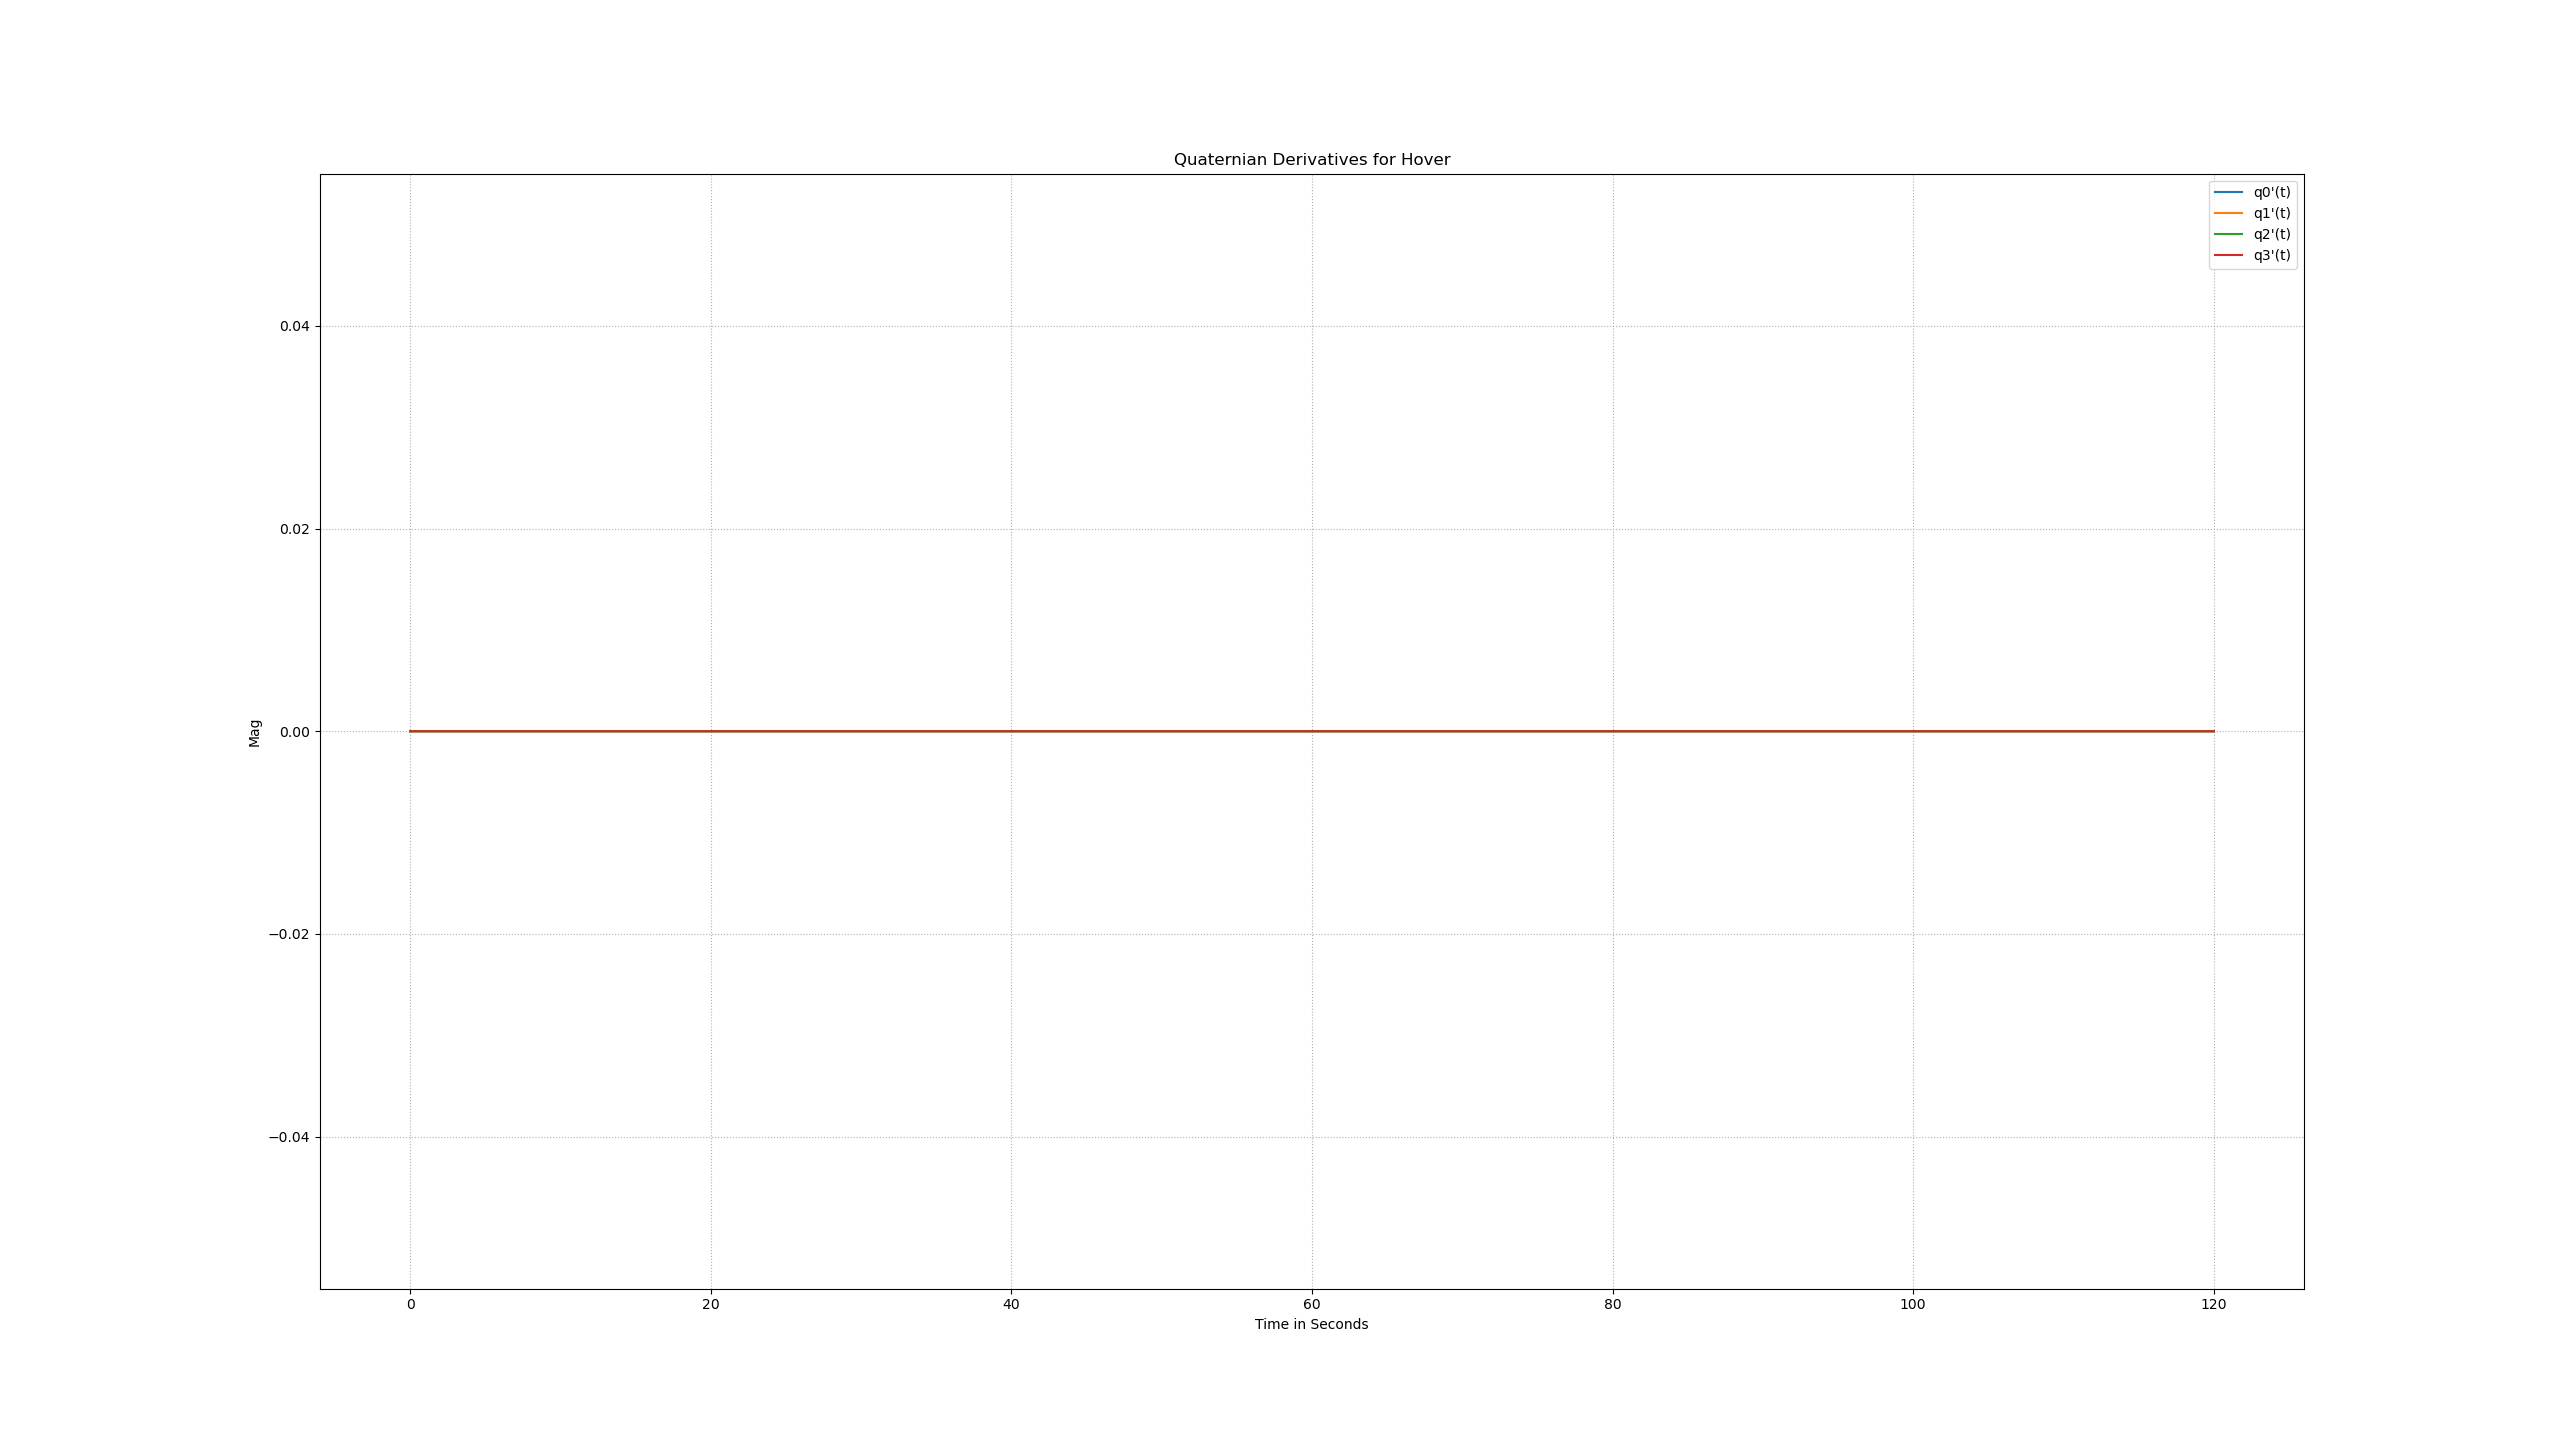 Quaternian Derivatives for Hover
q0'(t)
q1'(t)
q2'(t)
q3'(t)
0.04
0.02
0.00
−0.02
−0.04
Mag
0 20 40 60 80 100 120
Time in Seconds